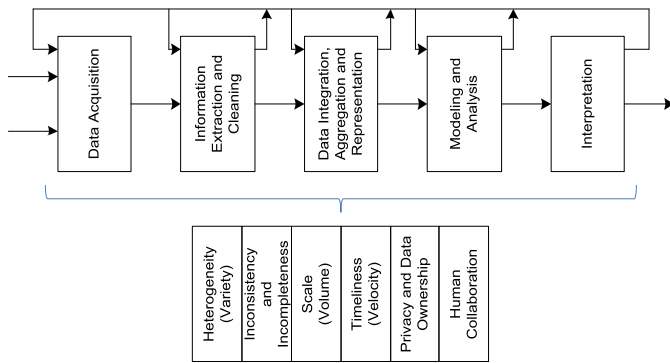 Data Acquisition
Information
Extraction and
Cleaning
Data Integration,
Aggregation and
Representation
Modeling and
Analysis
Interpretation
Heterogeneity
(Variety)
Inconsistency
and
Incompleteness
Scale
(Volume)
Timeliness
(Velocity)
Privacy and Data
Ownership
Human
Collaboration